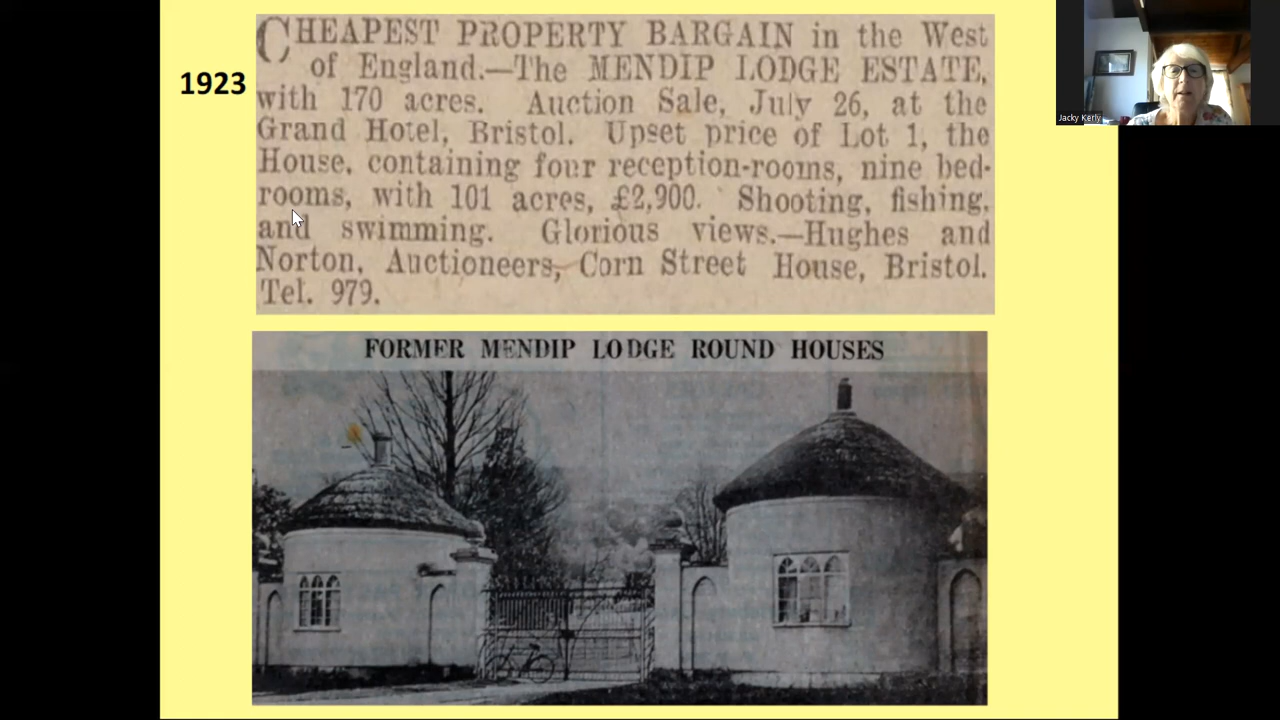 1923
CHEAPEST PROPERTY BARGAIN in the West
of England.—The MENDIP LODGE ESTATE,
with 170 acres. Auction Sale, July 26, at the
Grand Hotel, Bristol. Upset price of Lot 1, the
House, containing four reception-rooms, nine bed-
rooms, with 101 acres, £2,900. Shooting, fishing,
and swimming. Glorious views.—Hughes and
Norton, Auctioneers, Corn Street House, Bristol.
Tel. 979.
FORMER MENDIP LODGE ROUND HOUSES
Jacky Kerly